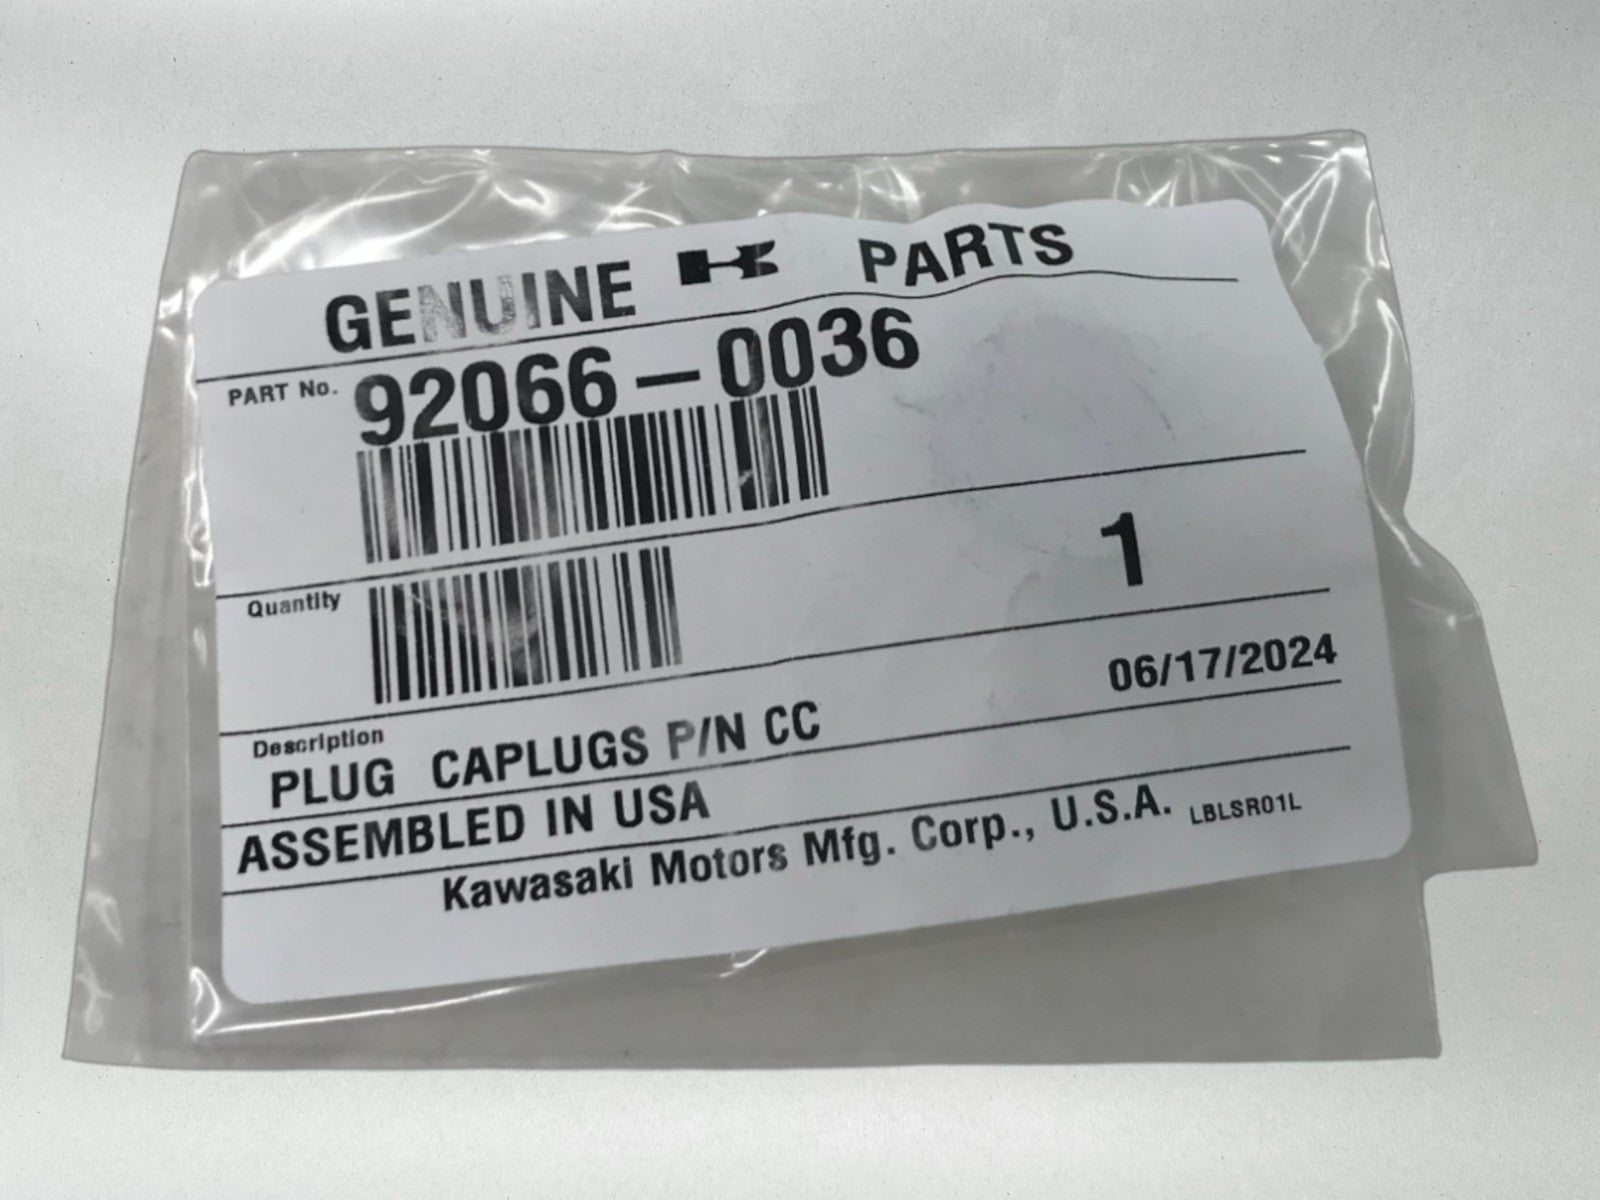 GENUINE K PARTS
PART No. 92066-0036
Quantity 1
06/17/2024
Description
PLUG CAPLUGS P/N CC
ASSEMBLED IN USA
Kawasaki Motors Mfg. Corp., U.S.A. LBLSR01L